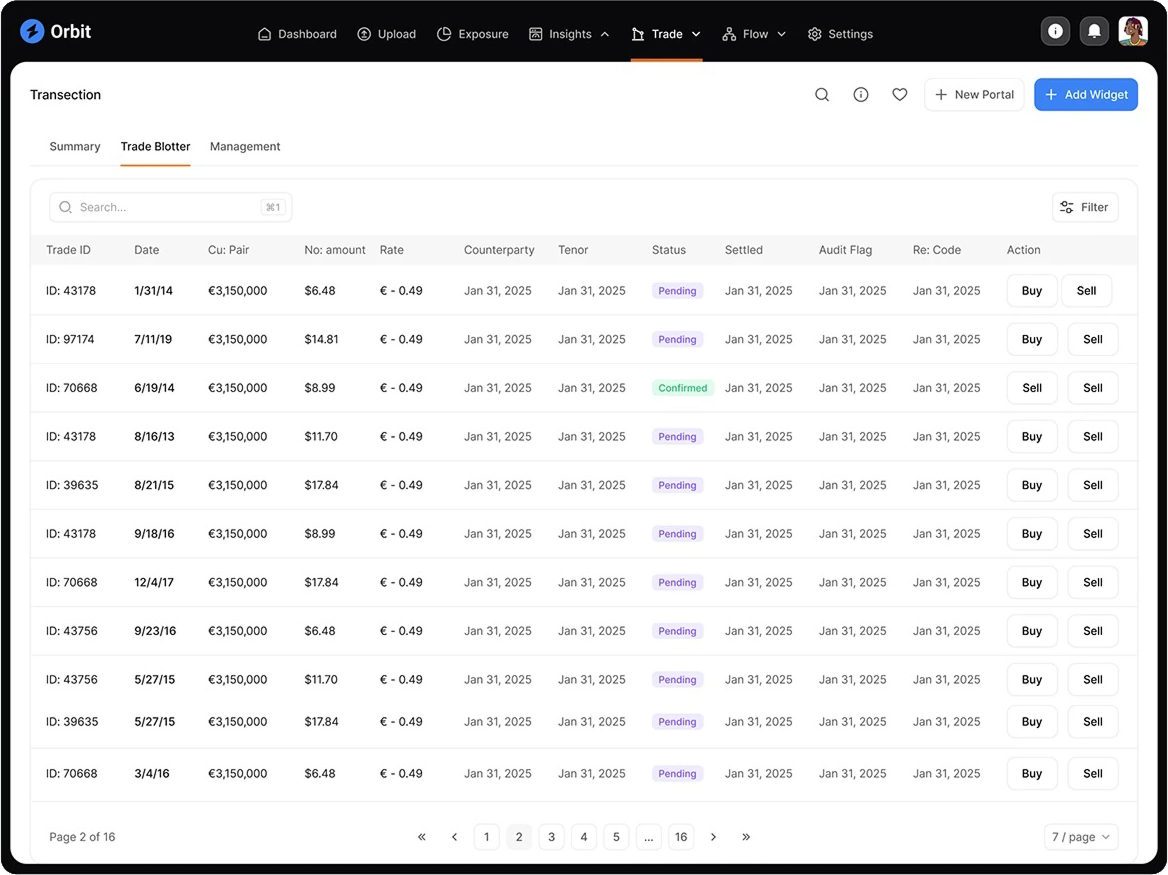 Orbit Dashboard Upload Exposure Insights Trade Flow Settings
Transection New Portal Add Widget
Summary Trade Blotter Management
Search... ⌘1 Filter
Trade ID Date Cu: Pair No: amount Rate Counterparty Tenor Status Settled Audit Flag Re: Code Action
ID: 43178 1/31/14 €3,150,000 $6.48 € - 0.49 Jan 31, 2025 Jan 31, 2025 Pending Jan 31, 2025 Jan 31, 2025 Jan 31, 2025 Buy Sell
ID: 97174 7/11/19 €3,150,000 $14.81 € - 0.49 Jan 31, 2025 Jan 31, 2025 Pending Jan 31, 2025 Jan 31, 2025 Jan 31, 2025 Buy Sell
ID: 70668 6/19/14 €3,150,000 $8.99 € - 0.49 Jan 31, 2025 Jan 31, 2025 Confirmed Jan 31, 2025 Jan 31, 2025 Jan 31, 2025 Sell Sell
ID: 43178 8/16/13 €3,150,000 $11.70 € - 0.49 Jan 31, 2025 Jan 31, 2025 Pending Jan 31, 2025 Jan 31, 2025 Jan 31, 2025 Buy Sell
ID: 39635 8/21/15 €3,150,000 $17.84 € - 0.49 Jan 31, 2025 Jan 31, 2025 Pending Jan 31, 2025 Jan 31, 2025 Jan 31, 2025 Buy Sell
ID: 43178 9/18/16 €3,150,000 $8.99 € - 0.49 Jan 31, 2025 Jan 31, 2025 Pending Jan 31, 2025 Jan 31, 2025 Jan 31, 2025 Buy Sell
ID: 70668 12/4/17 €3,150,000 $17.84 € - 0.49 Jan 31, 2025 Jan 31, 2025 Pending Jan 31, 2025 Jan 31, 2025 Jan 31, 2025 Buy Sell
ID: 43756 9/23/16 €3,150,000 $6.48 € - 0.49 Jan 31, 2025 Jan 31, 2025 Pending Jan 31, 2025 Jan 31, 2025 Jan 31, 2025 Buy Sell
ID: 43756 5/27/15 €3,150,000 $11.70 € - 0.49 Jan 31, 2025 Jan 31, 2025 Pending Jan 31, 2025 Jan 31, 2025 Jan 31, 2025 Buy Sell
ID: 39635 5/27/15 €3,150,000 $17.84 € - 0.49 Jan 31, 2025 Jan 31, 2025 Pending Jan 31, 2025 Jan 31, 2025 Jan 31, 2025 Buy Sell
ID: 70668 3/4/16 €3,150,000 $6.48 € - 0.49 Jan 31, 2025 Jan 31, 2025 Pending Jan 31, 2025 Jan 31, 2025 Jan 31, 2025 Buy Sell
Page 2 of 16 « ‹ 1 2 3 4 5 ... 16 › » 7 / page